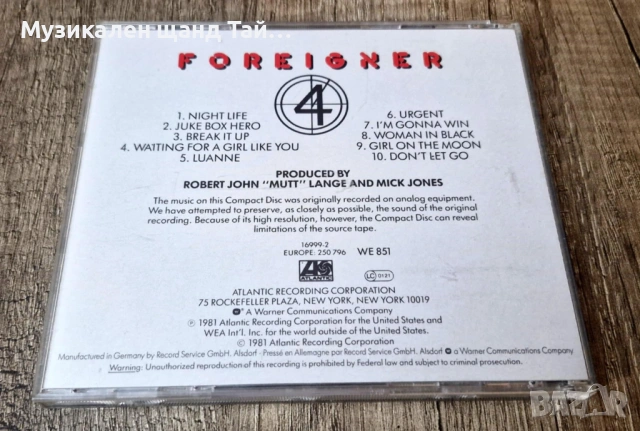 Музикален щанд Тай...
FOREIGNER
4
1. NIGHT LIFE
2. JUKE BOX HERO
3. BREAK IT UP
4. WAITING FOR A GIRL LIKE YOU
5. LUANNE
6. URGENT
7. I'M GONNA WIN
8. WOMAN IN BLACK
9. GIRL ON THE MOON
10. DON'T LET GO
PRODUCED BY
ROBERT JOHN "MUTT" LANGE AND MICK JONES
The music on this Compact Disc was originally recorded on analog equipment.
We have attempted to preserve, as closely as possible, the sound of the original
recording. Because of its high resolution, however, the Compact Disc can reveal
limitations of the source tape.
16999-2
EUROPE: 250 796 WE 851
ATLANTIC
LC 0121
ATLANTIC RECORDING CORPORATION
75 ROCKEFELLER PLAZA, NEW YORK, NEW YORK 10019
A Warner Communications Company
℗ 1981 Atlantic Recording Corporation for the United States and
WEA Int'l. Inc. for the world outside of the United States.
© 1981 Atlantic Recording Corporation
Manufactured in Germany by Record Service GmbH, Alsdorf - Pressé en Allemagne par Record Service GmbH. Alsdorf a Warner Communications Company
Warning: Unauthorized reproduction of this recording is prohibited by Federal law and subject to criminal prosecution.
BAZAR